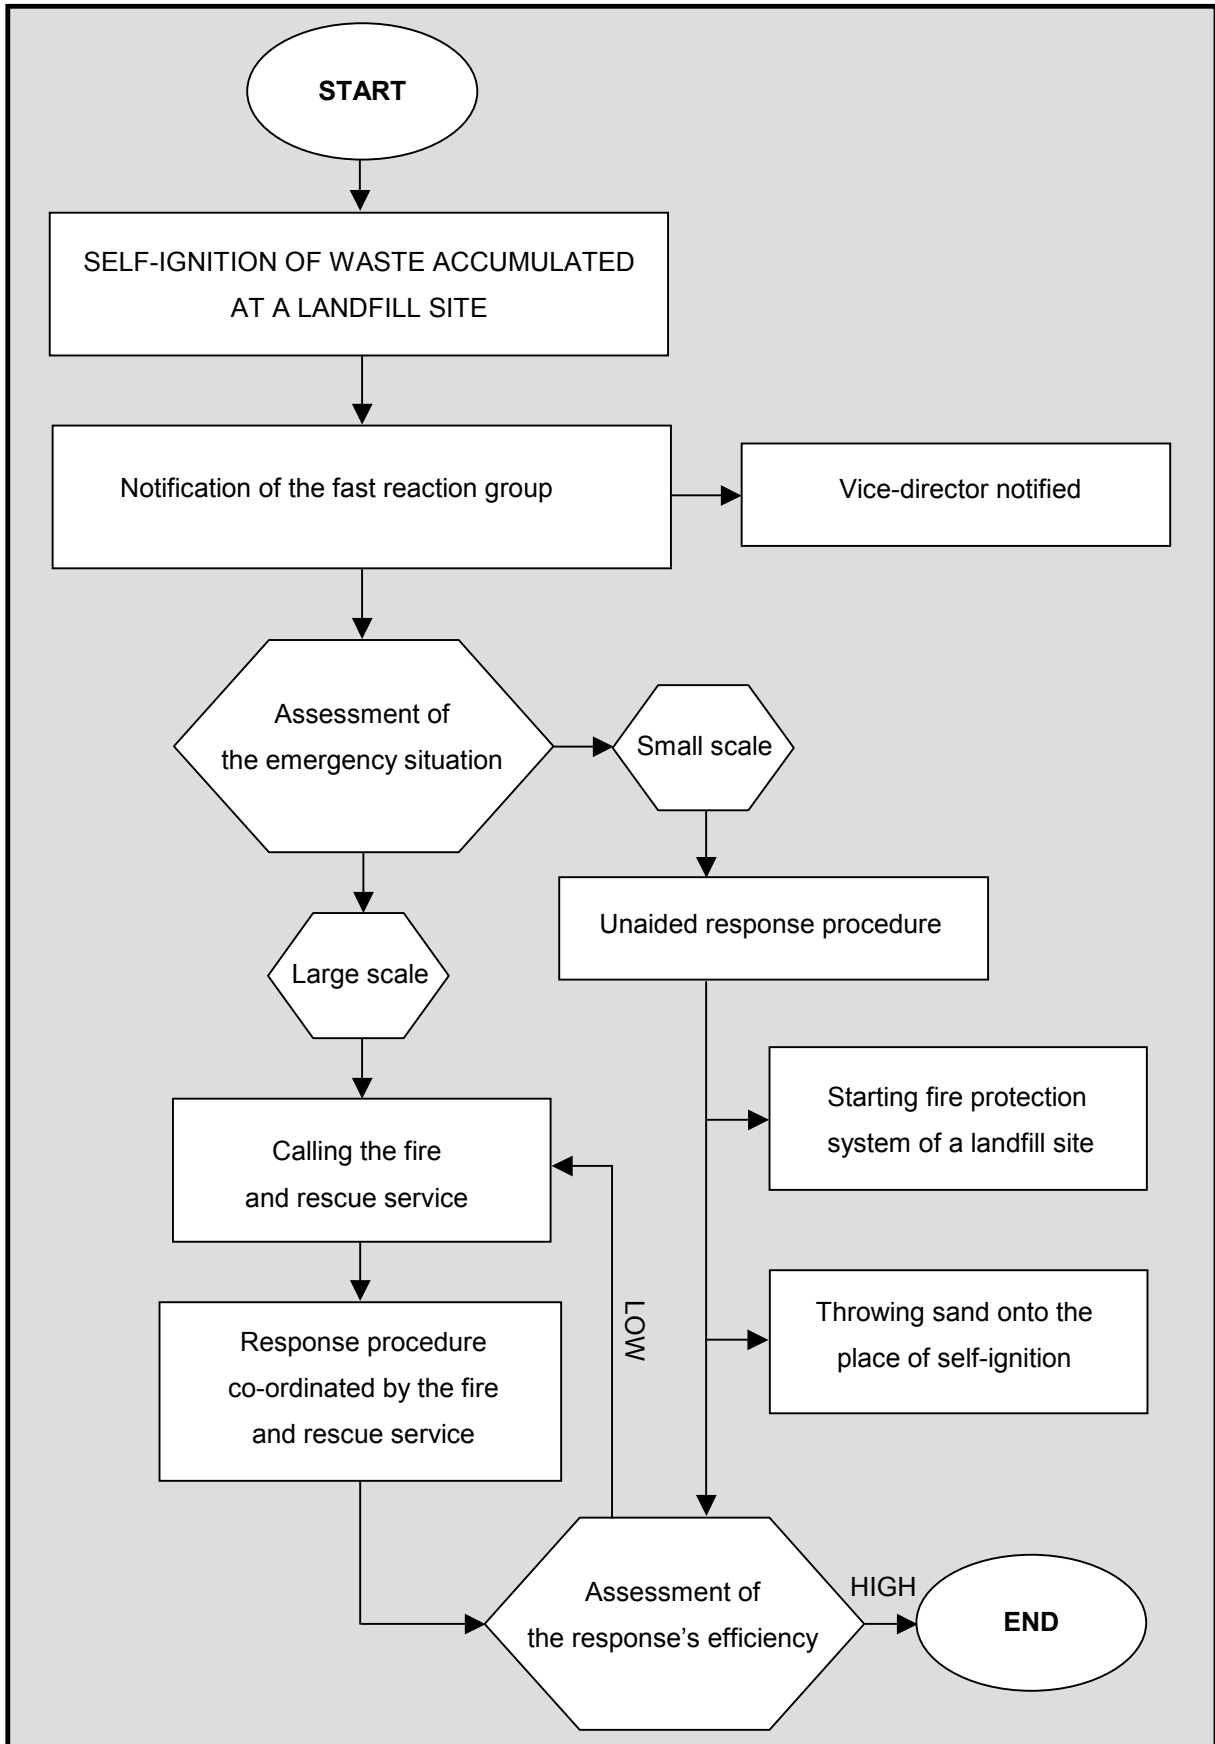 START
SELF-IGNITION OF WASTE ACCUMULATED
AT A LANDFILL SITE
Notification of the fast reaction group
Vice-director notified
Assessment of
the emergency situation
Small scale
Unaided response procedure
Large scale
Starting fire protection
system of a landfill site
Calling the fire
and rescue service
Throwing sand onto the
place of self-ignition
LOW
Response procedure
co-ordinated by the fire
and rescue service
Assessment of
the response's efficiency
HIGH
END